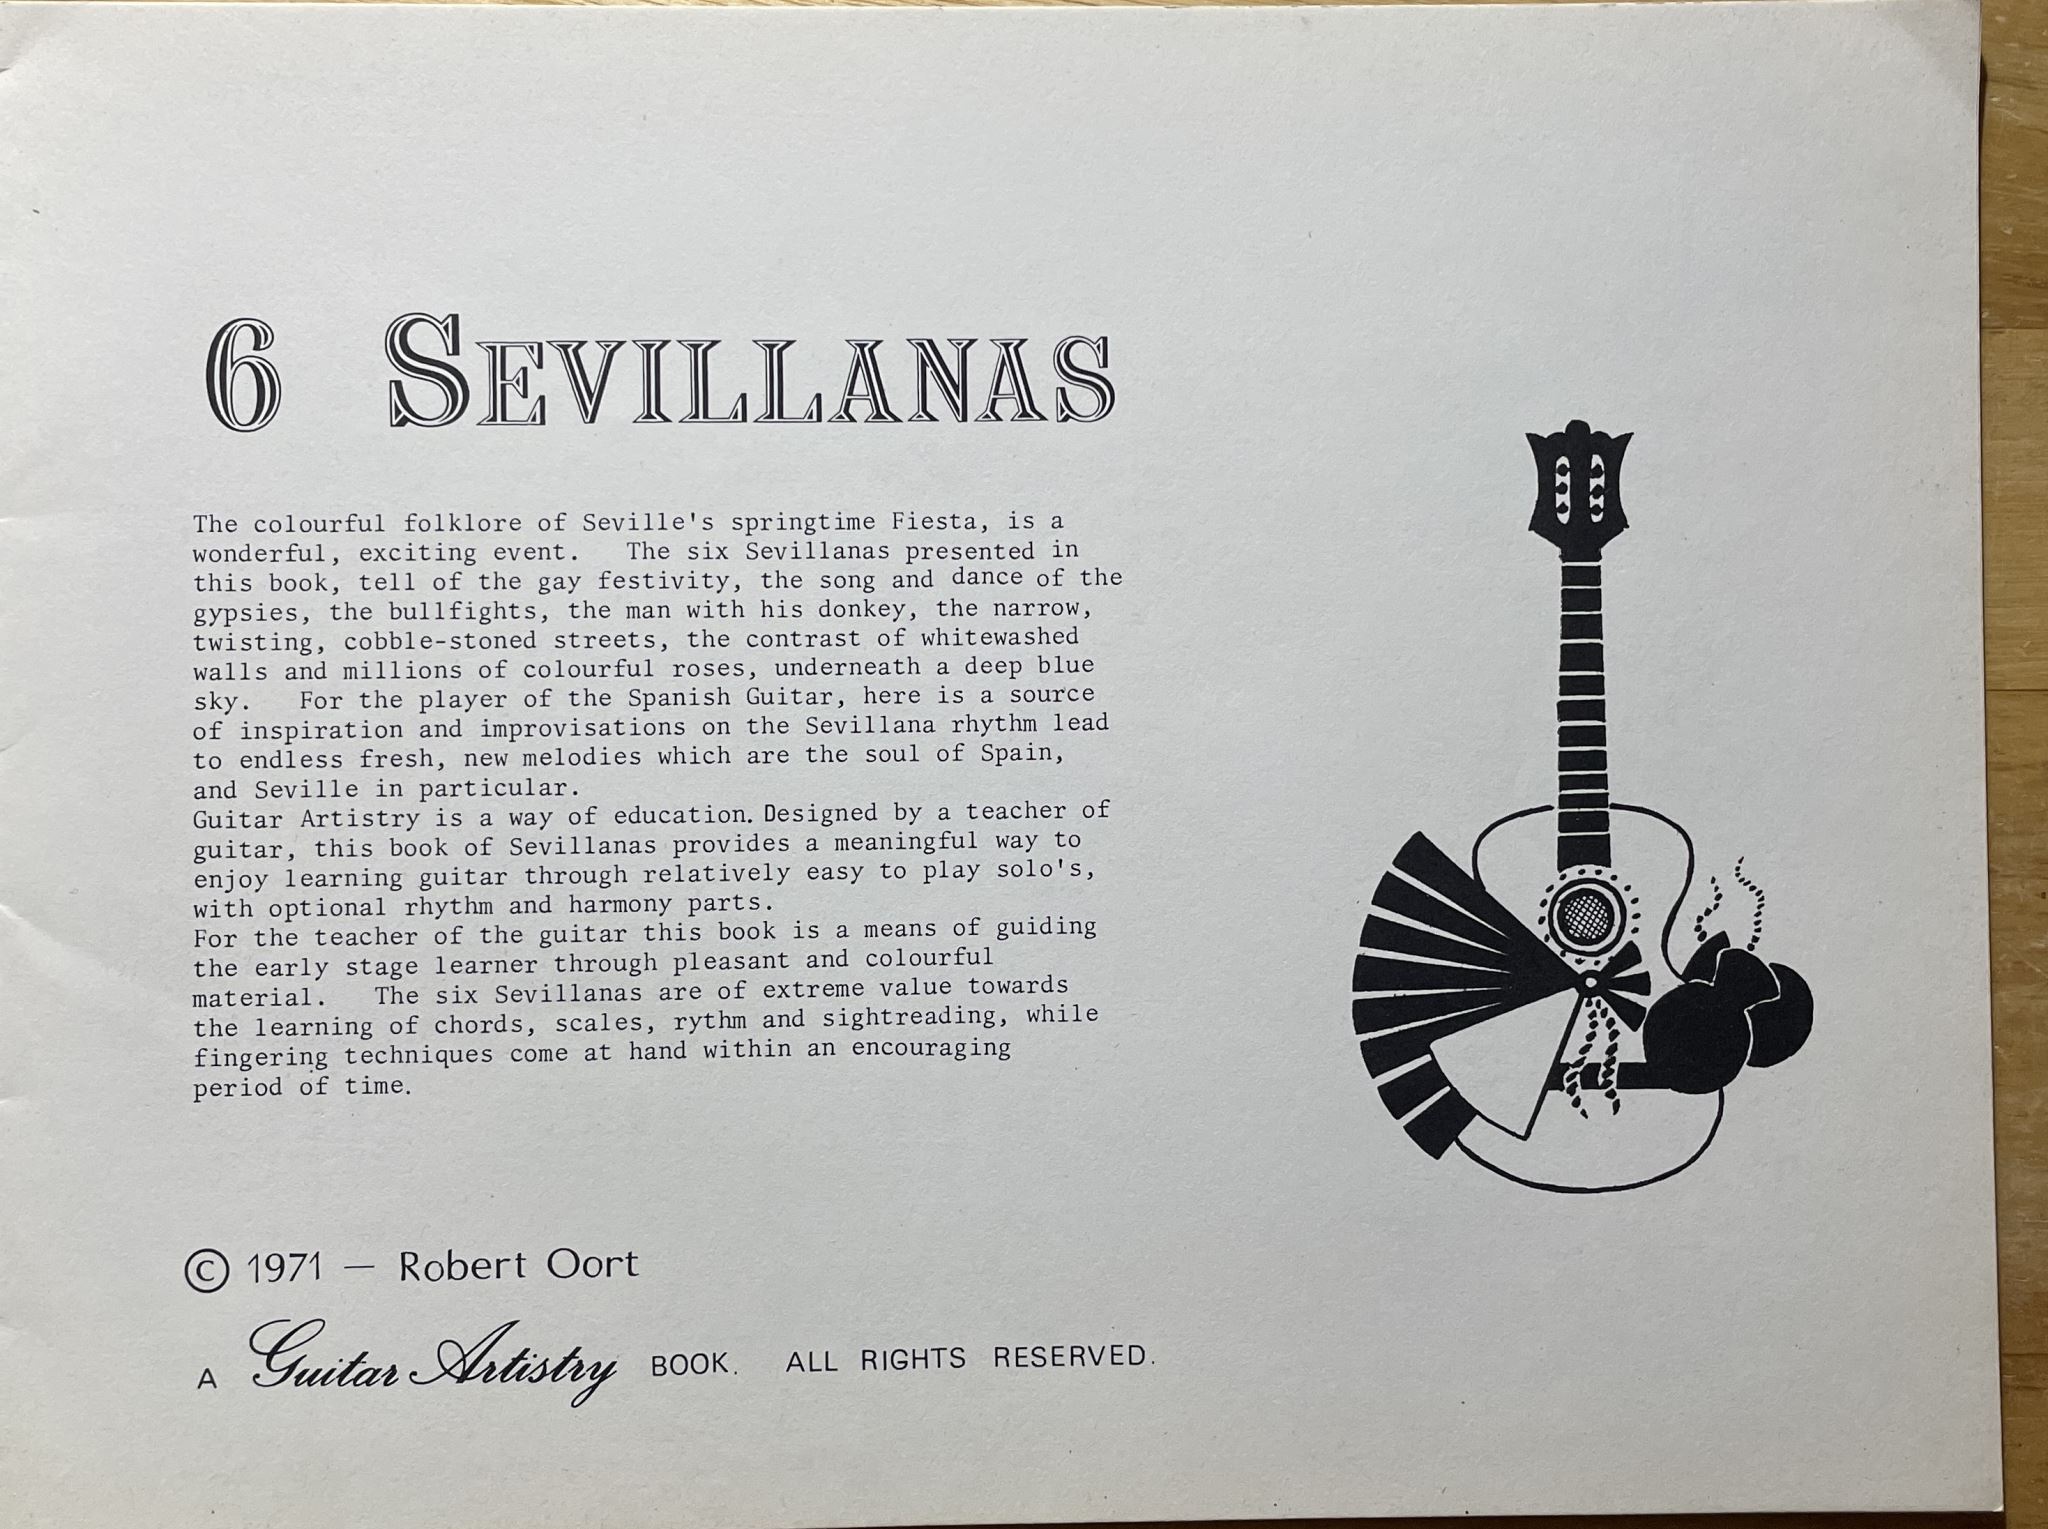 6 SEVILLANAS
The colourful folklore of Seville's springtime Fiesta, is a
wonderful, exciting event. The six Sevillanas presented in
this book, tell of the gay festivity, the song and dance of the
gypsies, the bullfights, the man with his donkey, the narrow,
twisting, cobble-stoned streets, the contrast of whitewashed
walls and millions of colourful roses, underneath a deep blue
sky. For the player of the Spanish Guitar, here is a source
of inspiration and improvisations on the Sevillana rhythm lead
to endless fresh, new melodies which are the soul of Spain,
and Seville in particular.
Guitar Artistry is a way of education. Designed by a teacher of
guitar, this book of Sevillanas provides a meaningful way to
enjoy learning guitar through relatively easy to play solo's,
with optional rhythm and harmony parts.
For the teacher of the guitar this book is a means of guiding
the early stage learner through pleasant and colourful
material. The six Sevillanas are of extreme value towards
the learning of chords, scales, rythm and sightreading, while
fingering techniques come at hand within an encouraging
period of time.
© 1971 — Robert Oort
A Guitar Artistry BOOK. ALL RIGHTS RESERVED.